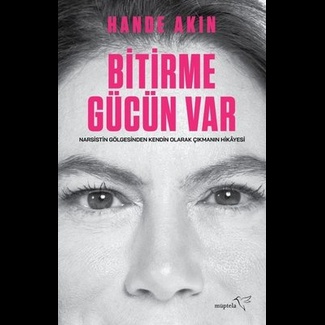 HANDE AKIN
BİTİRME
GÜCÜN VAR
NARSİSTİN GÖLGESİNDEN KENDİN OLARAK ÇIKMANIN HİKÂYESİ
müptela